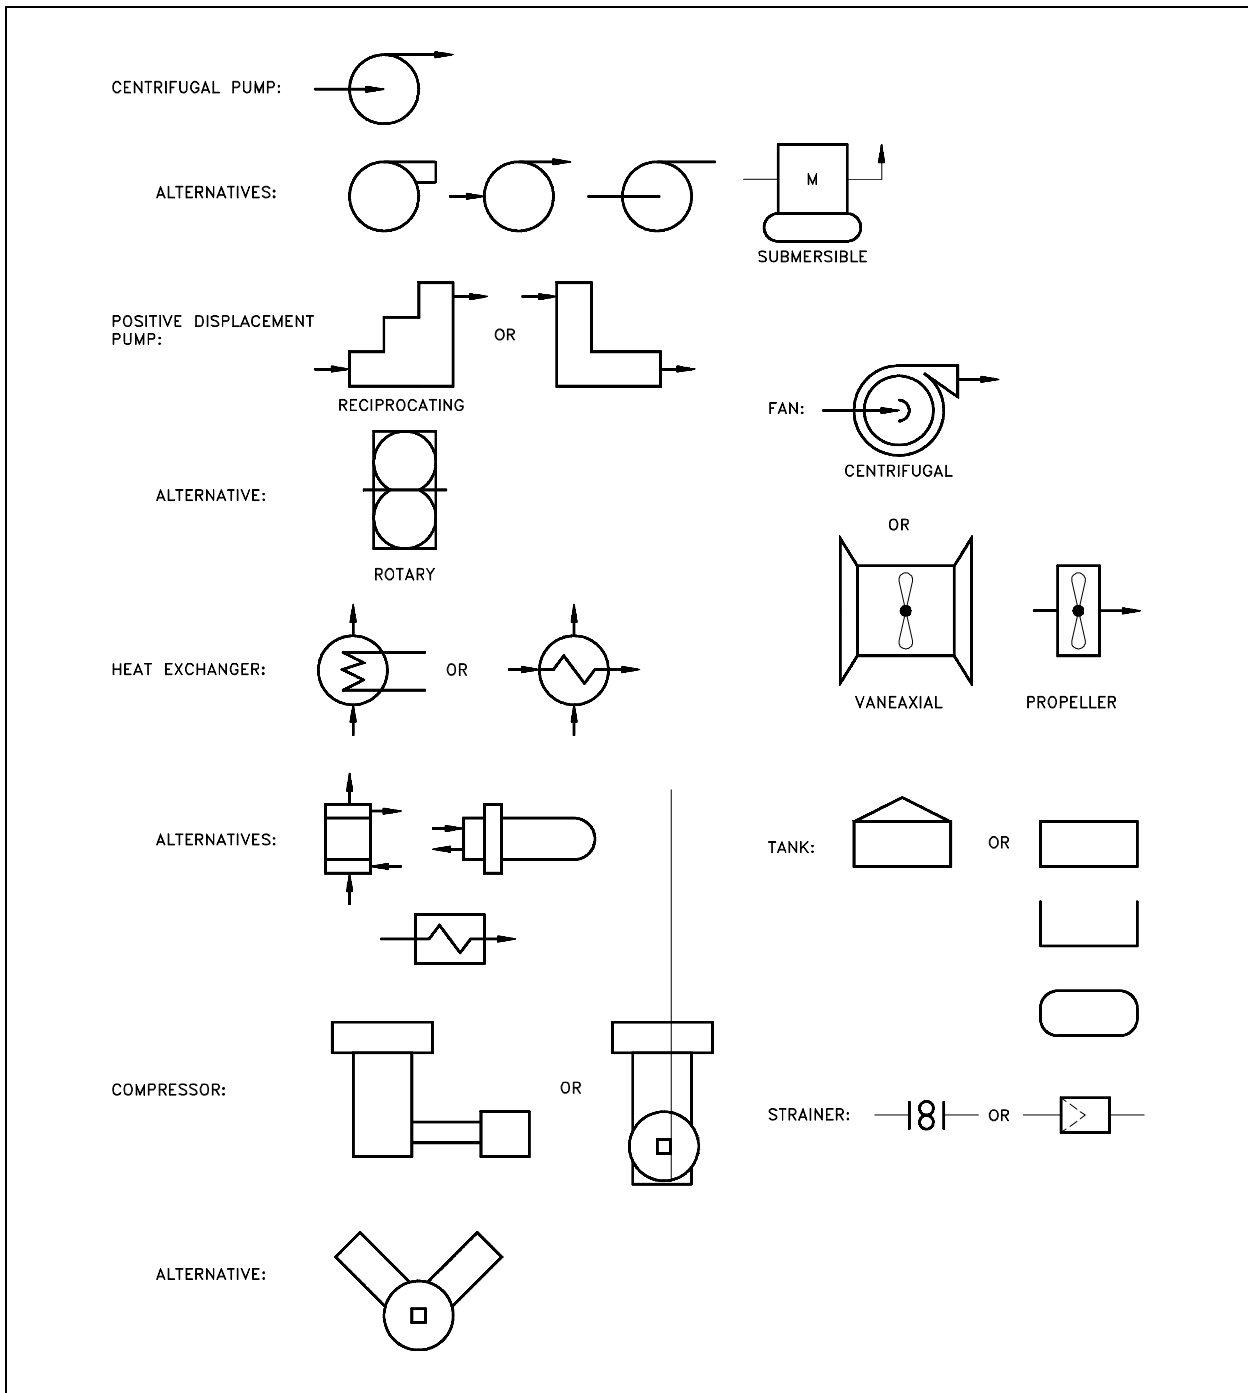 CENTRIFUGAL PUMP:
ALTERNATIVES:
M
SUBMERSIBLE
POSITIVE DISPLACEMENT
PUMP:
OR
RECIPROCATING
FAN:
CENTRIFUGAL
ALTERNATIVE:
OR
ROTARY
HEAT EXCHANGER:
OR
VANEAXIAL
PROPELLER
ALTERNATIVES:
TANK:
OR
COMPRESSOR:
OR
STRAINER:
OR
ALTERNATIVE: